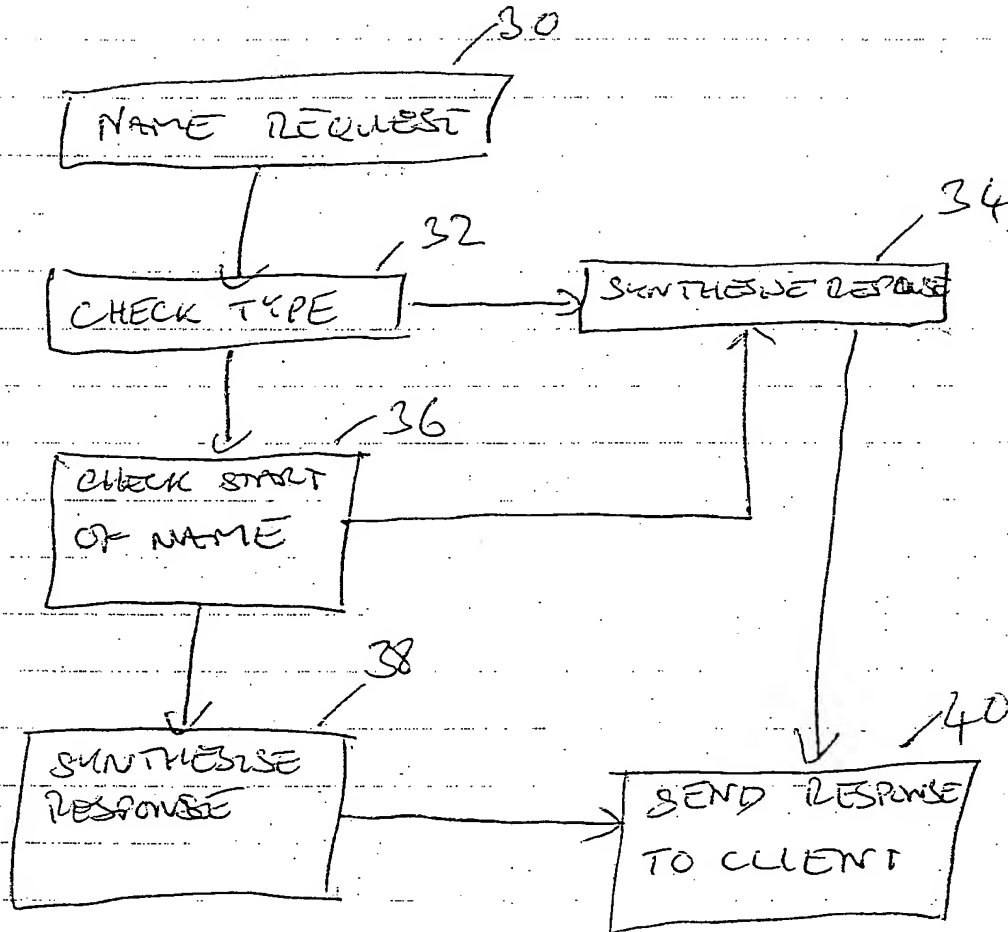 30
NAME REQUEST
32
34
CHECK TYPE
SYNTHESISE RESPONSE
36
CHECK START
OF NAME
38
SYNTHESISE
RESPONSE
40
SEND RESPONSE
TO CLIENT